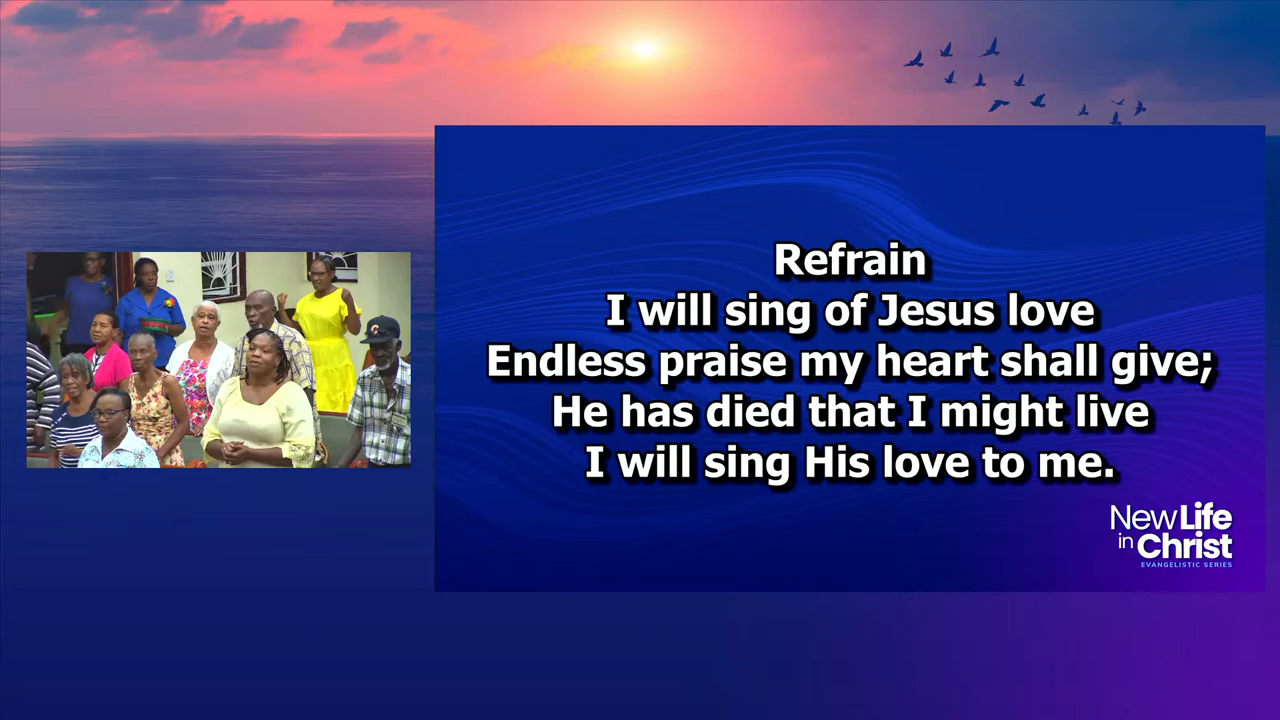 Refrain
I will sing of Jesus love
Endless praise my heart shall give;
He has died that I might live
I will sing His love to me.
New Life
in Christ
EVANGELISTIC SERIES